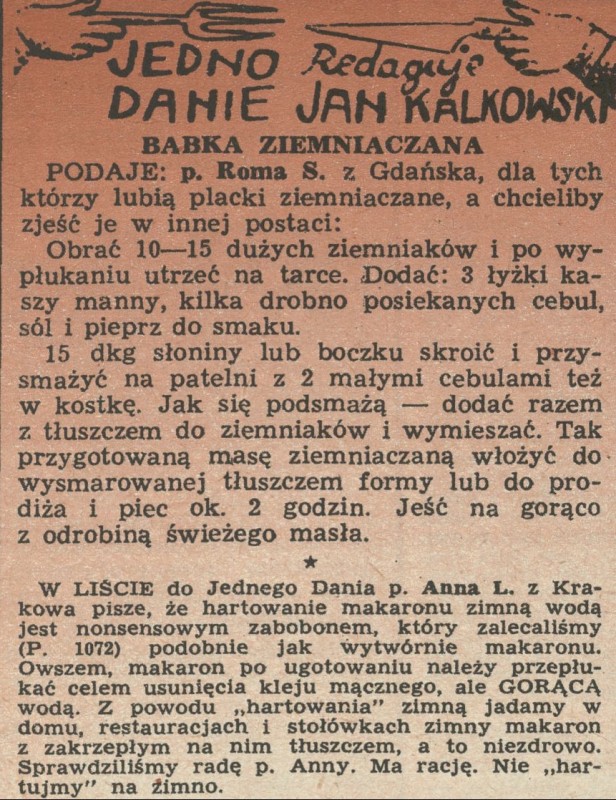 JEDNO Redaguje
DANIE JAN KALKOWSKI
BABKA ZIEMNIACZANA
PODAJE: p. Roma S. z Gdańska, dla tych
którzy lubią placki ziemniaczane, a chcieliby
zjeść je w innej postaci:
Obrać 10—15 dużych ziemniaków i po wy-
płukaniu utrzeć na tarce. Dodać: 3 łyżki ka-
szy manny, kilka drobno posiekanych cebul,
sól i pieprz do smaku.
15 dkg słoniny lub boczku skroić i przy-
smażyć na patelni z 2 małymi cebulami też
w kostkę. Jak się podsmażą — dodać razem
z tłuszczem do ziemniaków i wymieszać. Tak
przygotowaną masę ziemniaczaną włożyć do
wysmarowanej tłuszczem formy lub do pro-
diża i piec ok. 2 godzin. Jeść na gorąco
z odrobiną świeżego masła.
★
W LIŚCIE do Jednego Dania p. Anna L. z Kra-
kowa pisze, że hartowanie makaronu zimną wodą
jest nonsensowym zabobonem, który zalecaliśmy
(P. 1072) podobnie jak wytwórnie makaronu.
Owszem, makaron po ugotowaniu należy przepłu-
kać celem usunięcia kleju mącznego, ale GORĄCĄ
wodą. Z powodu „hartowania" zimną jadamy w
domu, restauracjach i stołówkach zimny makaron
z zakrzepłym na nim tłuszczem, a to niezdrowo.
Sprawdziliśmy radę p. Anny. Ma rację. Nie „har-
tujmy" na zimno.